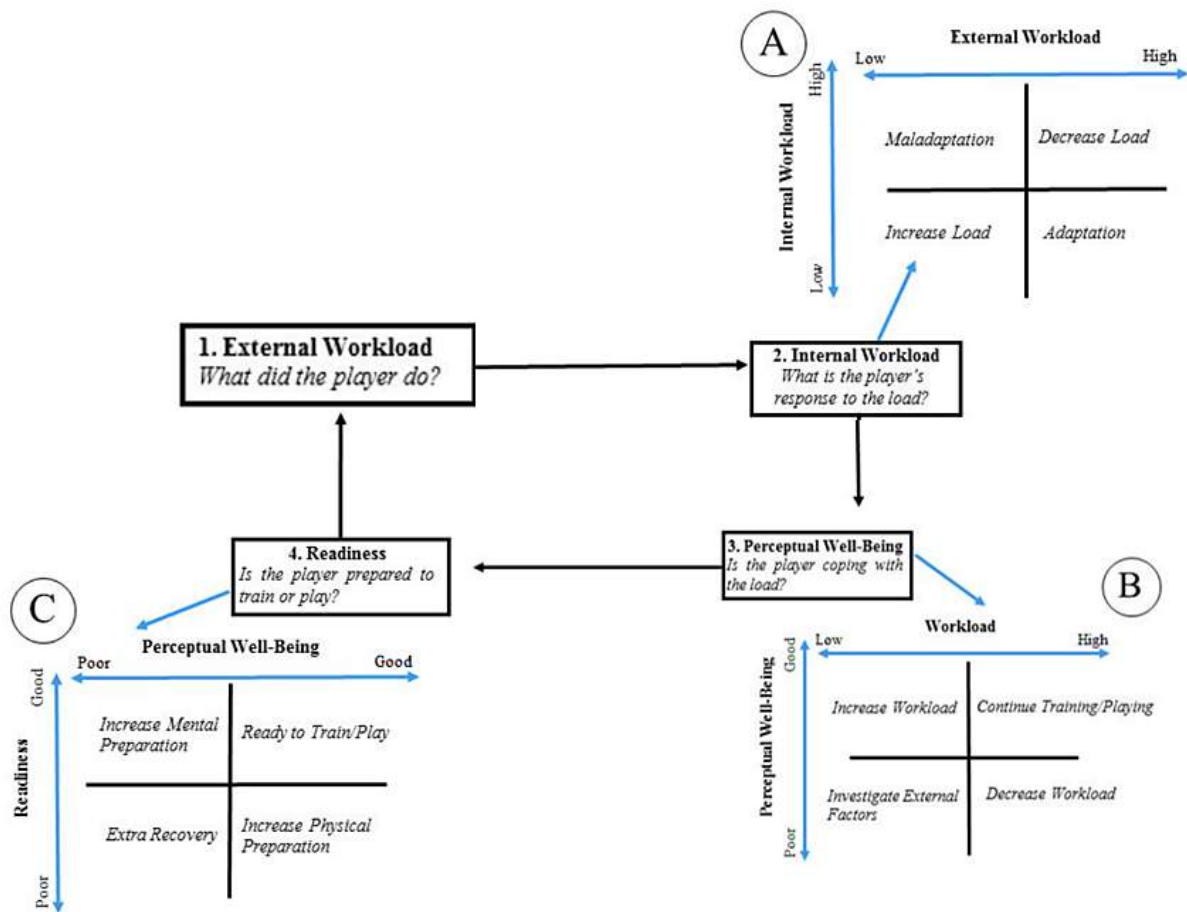 A
External Workload
Low
High
High
Internal Workload
Low
Maladaptation
Decrease Load
Increase Load
Adaptation
1. External Workload
What did the player do?
2. Internal Workload
What is the player's
response to the load?
3. Perceptual Well-Being
Is the player coping with
the load?
4. Readiness
Is the player prepared to
train or play?
B
Workload
Low
High
Good
Perceptual Well-Being
Poor
Increase Workload
Continue Training/Playing
Investigate External
Factors
Decrease Workload
C
Perceptual Well-Being
Poor
Good
Good
Readiness
Poor
Increase Mental
Preparation
Ready to Train/Play
Extra Recovery
Increase Physical
Preparation